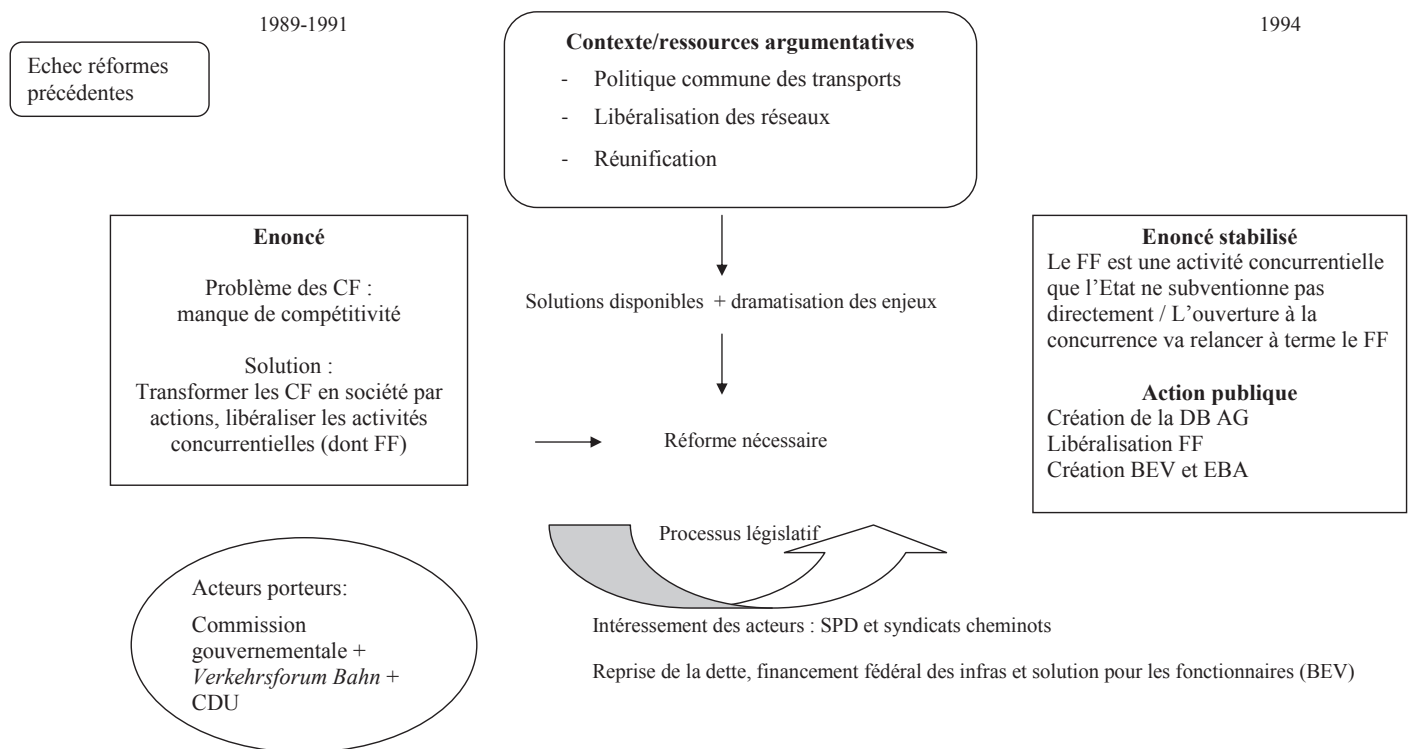 1989-1991
1994
Echec réformes
précédentes
Contexte/ressources argumentatives
- Politique commune des transports
- Libéralisation des réseaux
- Réunification
Enoncé
Problème des CF :
manque de compétitivité
Solution :
Transformer les CF en société par
actions, libéraliser les activités
concurrentielles (dont FF)
Solutions disponibles + dramatisation des enjeux
Réforme nécessaire
Enoncé stabilisé
Le FF est une activité concurrentielle
que l’Etat ne subventionne pas
directement / L’ouverture à la
concurrence va relancer à terme le FF
Action publique
Création de la DB AG
Libéralisation FF
Création BEV et EBA
Processus législatif
Acteurs porteurs:
Commission
gouvernementale +
Verkehrsforum Bahn +
CDU
Intéressement des acteurs : SPD et syndicats cheminots
Reprise de la dette, financement fédéral des infras et solution pour les fonctionnaires (BEV)